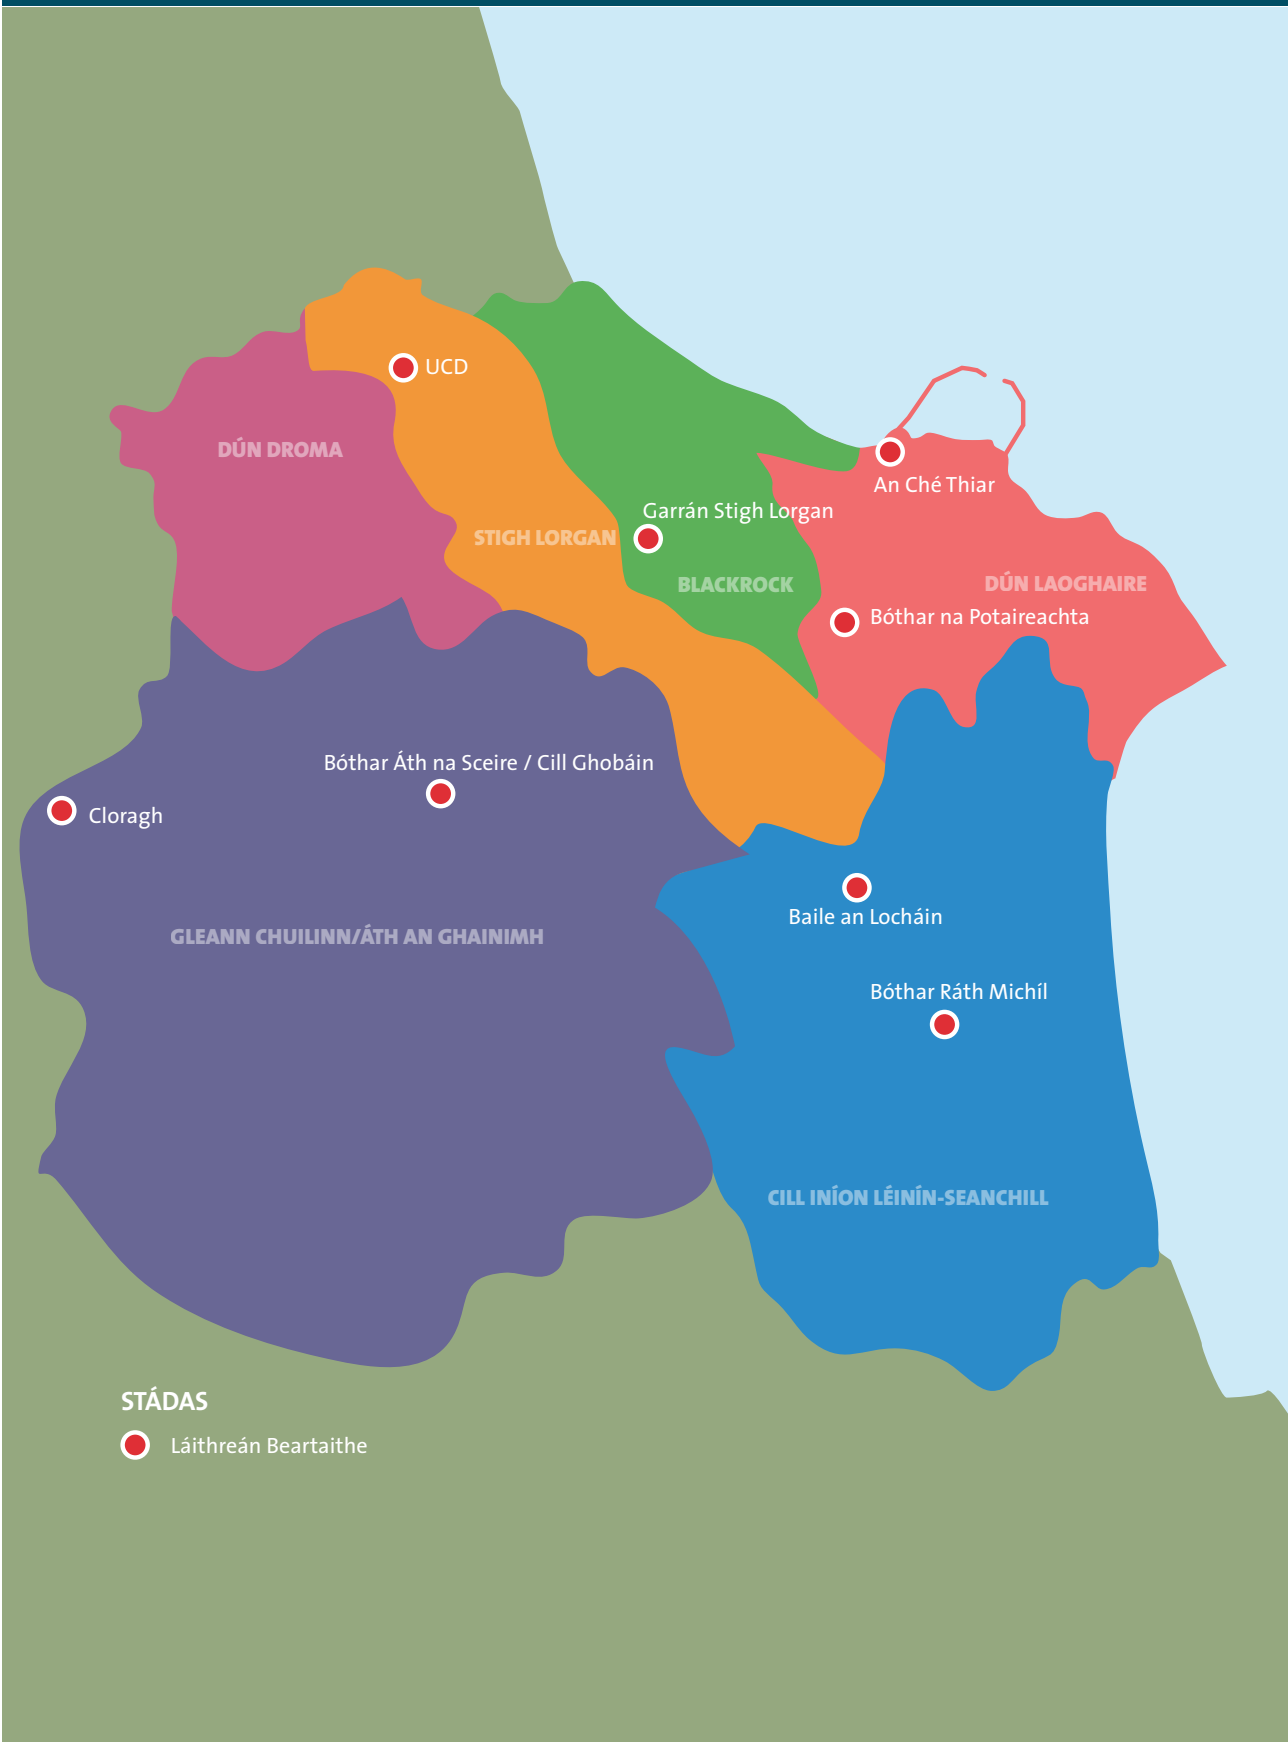 UCD
DÚN DROMA
An Ché Thiar
Garrán Stigh Lorgan
STIGH LORGAN
BLACKROCK
DÚN LAOGHAIRE
Bóthar na Potaireachta
Bóthar Áth na Sceire / Cill Ghobáin
Cloragh
Baile an Locháin
GLEANN CHUILINN/ÁTH AN GHAINIMH
Bóthar Ráth Michíl
CILL INÍON LÉINÍN-SEANCHILL
STÁDAS
Láithreán Beartaithe